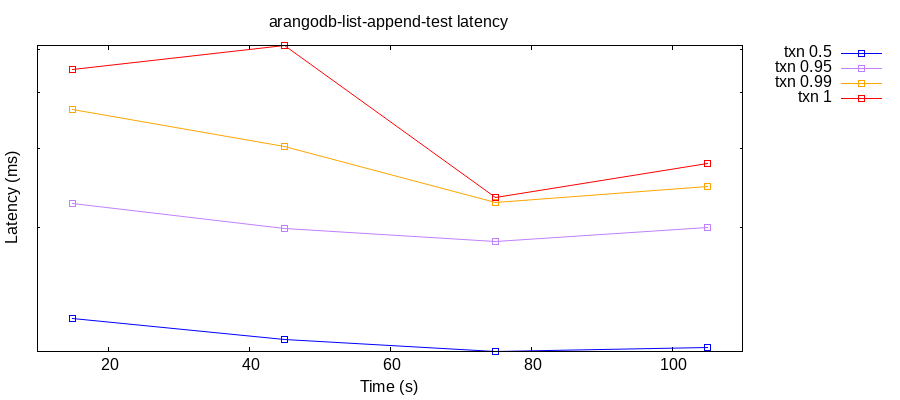 arangodb-list-append-test latency
txn 0.5
txn 0.95
txn 0.99
txn 1
Latency (ms)
20 40 60 80 100
Time (s)